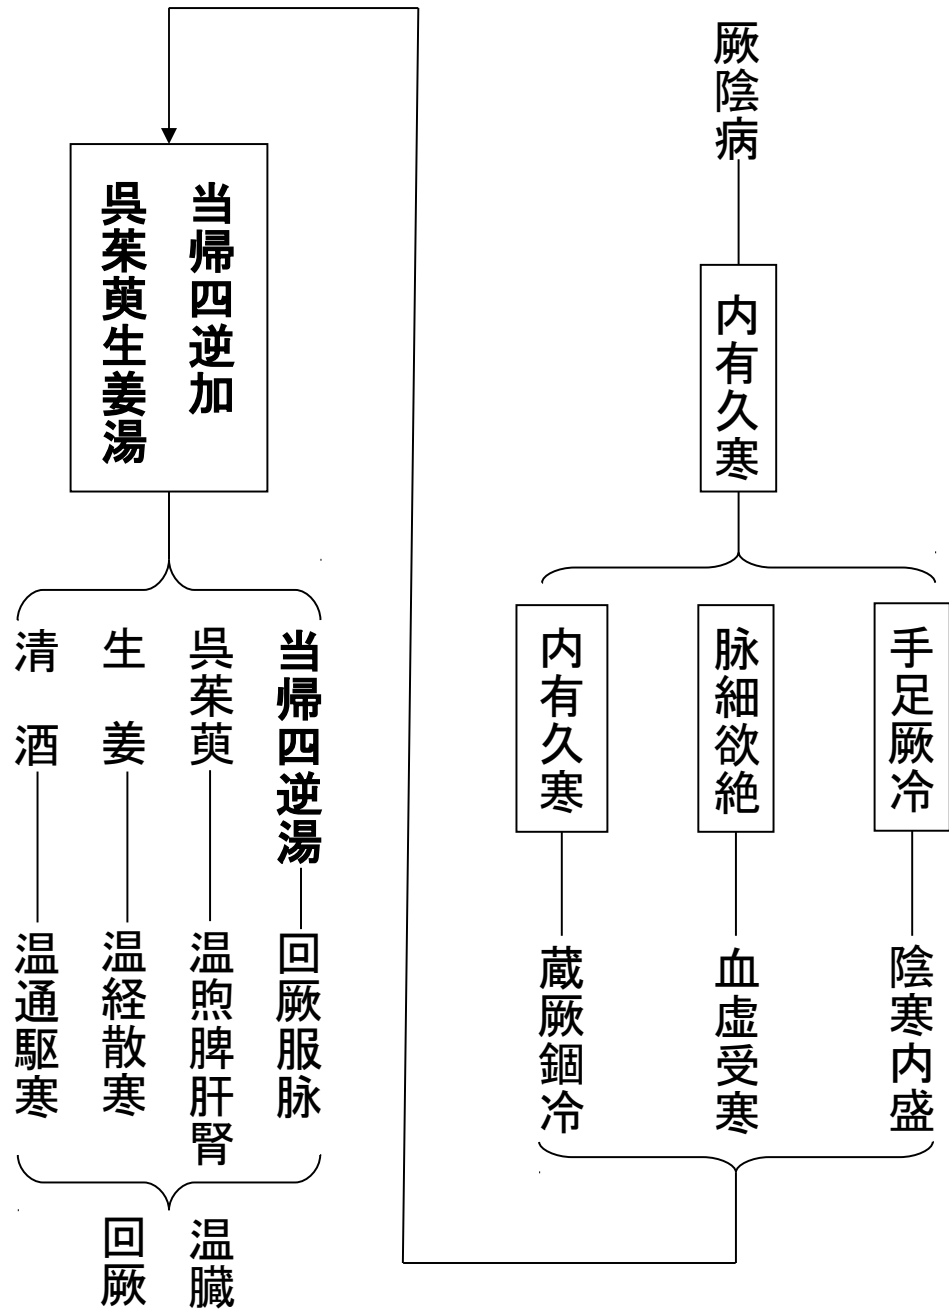 厥陰病
内有久寒
手足厥冷
陰寒内盛
脉細欲絶
血虚受寒
内有久寒
蔵厥錮冷
当帰四逆加
呉茱萸生姜湯
当帰四逆湯
回厥服脉
呉茱萸
温煦脾肝腎
生姜
温経散寒
清酒
温通駆寒
温臓
回厥